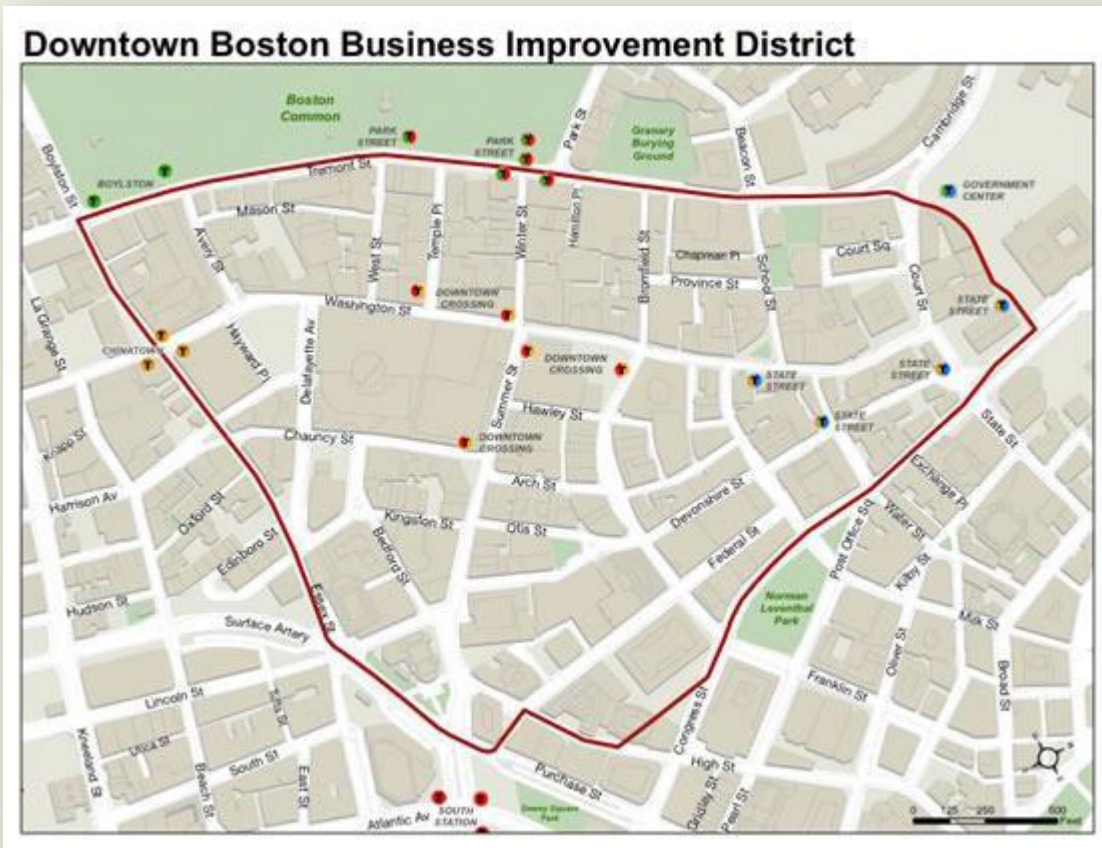 Downtown Boston Business Improvement District
Boston
Common
PARK
STREET
PARK
STREET
Park St
Granary
Burying
Ground
Beacon St
Cambridge St
Boylston St
BOYLSTON
Tremont St
GOVERNMENT
CENTER
Mason St
Avery St
West St
Temple Pl
Winter St
Hamilton Pl
Bromfield St
Chapman Pl
Province St
School St
Court Sq
Court St
STATE
STREET
La Grange St
CHINATOWN
Hayward Pl
Washington St
DOWNTOWN
CROSSING
Delafayette Av
Summer St
DOWNTOWN
CROSSING
STATE
STREET
STATE
STREET
STATE
STREET
State St
Hawley St
Knapp St
Chauncy St
DOWNTOWN
CROSSING
Arch St
Harrison Av
Oxford St
Edinboro St
Kingston St
Otis St
Bedford St
Devonshire St
Federal St
Exchange Pl
Water St
Post Office Sq
Kilby St
Norman
Leventhal
Park
Milk St
Hudson St
Essex St
Surface Artery
Oliver St
Broad St
Franklin St
Lincoln St
Tufts St
Utica St
South St
Kneeland St
Beach St
East St
Congress St
High St
Purchase St
Gridley St
Pearl St
Atlantic Av
SOUTH
STATION
Dewey Square
Park
0 125 250 500
Feet